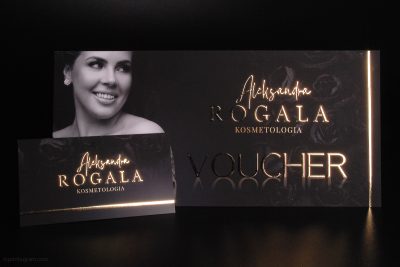 Aleksandra
ROGALA
KOSMETOLOGIA
VOUCHER
Aleksandra
ROGALA
KOSMETOLOGIA